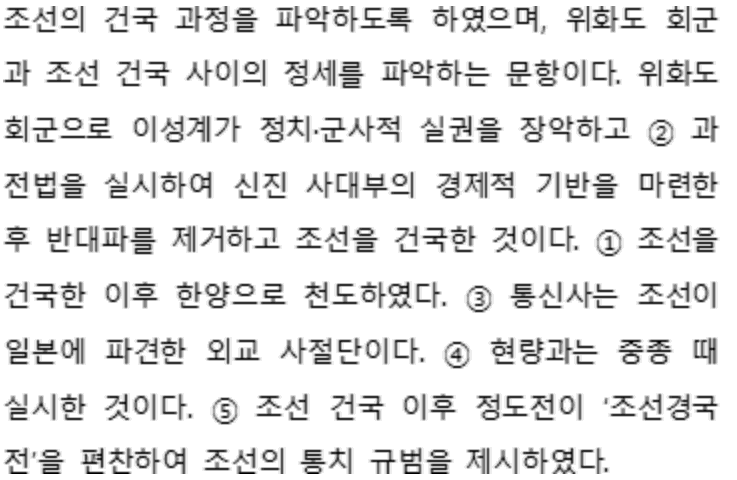 조선의 건국 과정을 파악하도록 하였으며, 위화도 회군
과 조선 건국 사이의 정세를 파악하는 문항이다. 위화도
회군으로 이성계가 정치·군사적 실권을 장악하고 ② 과
전법을 실시하여 신진 사대부의 경제적 기반을 마련한
후 반대파를 제거하고 조선을 건국한 것이다. ① 조선을
건국한 이후 한양으로 천도하였다. ③ 통신사는 조선이
일본에 파견한 외교 사절단이다. ④ 현량과는 중종 때
실시한 것이다. ⑤ 조선 건국 이후 정도전이 '조선경국
전'을 편찬하여 조선의 통치 규범을 제시하였다.